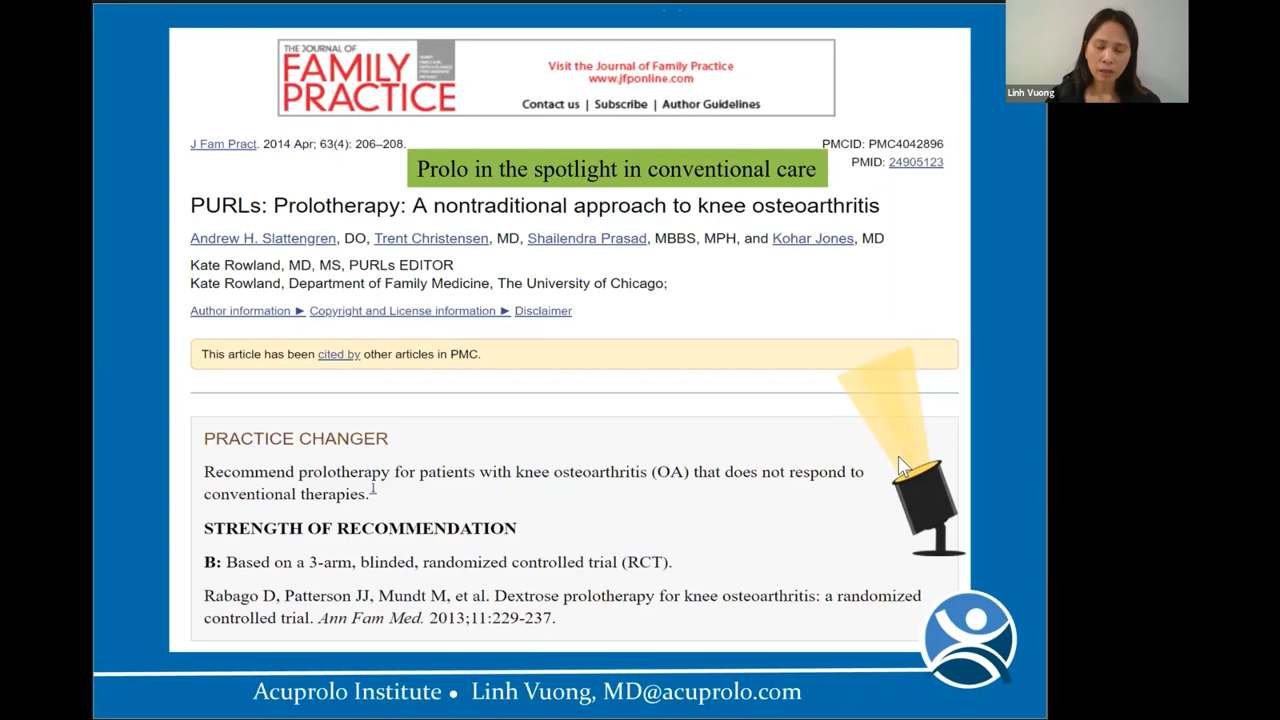 THE JOURNAL OF
FAMILY
PRACTICE
Visit the Journal of Family Practice
www.jfponline.com
Contact us | Subscribe | Author Guidelines
Linh Vuong
J Fam Pract. 2014 Apr; 63(4): 206–208.
PMCID: PMC4042896
PMID: 24905123
Prolo in the spotlight in conventional care
PURLs: Prolotherapy: A nontraditional approach to knee osteoarthritis
Andrew H. Slattengren, DO, Trent Christensen, MD, Shailendra Prasad, MBBS, MPH, and Kohar Jones, MD
Kate Rowland, MD, MS, PURLs EDITOR
Kate Rowland, Department of Family Medicine, The University of Chicago;
Author information ► Copyright and License information ► Disclaimer
This article has been cited by other articles in PMC.
PRACTICE CHANGER
Recommend prolotherapy for patients with knee osteoarthritis (OA) that does not respond to
conventional therapies.1
STRENGTH OF RECOMMENDATION
B: Based on a 3-arm, blinded, randomized controlled trial (RCT).
Rabago D, Patterson JJ, Mundt M, et al. Dextrose prolotherapy for knee osteoarthritis: a randomized
controlled trial. Ann Fam Med. 2013;11:229-237.
Acuprolo Institute • Linh Vuong, MD@acuprolo.com